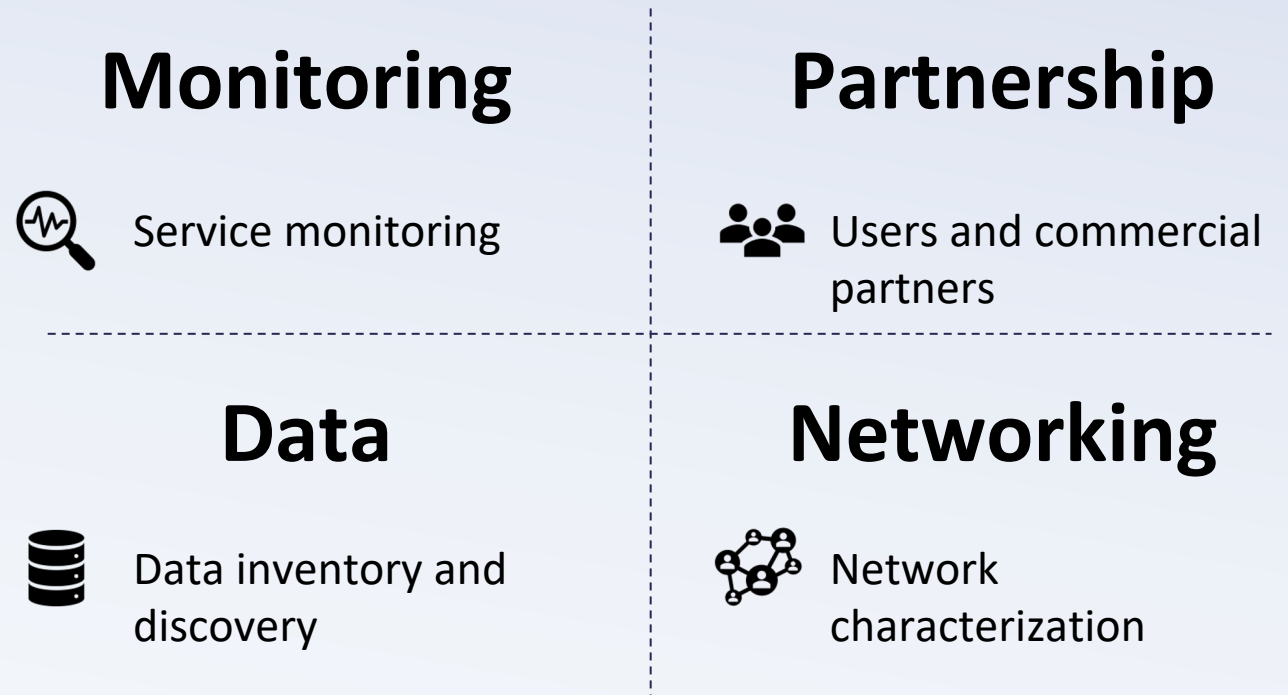 Monitoring
Service monitoring
Partnership
Users and commercial
partners
Data
Data inventory and
discovery
Networking
Network
characterization